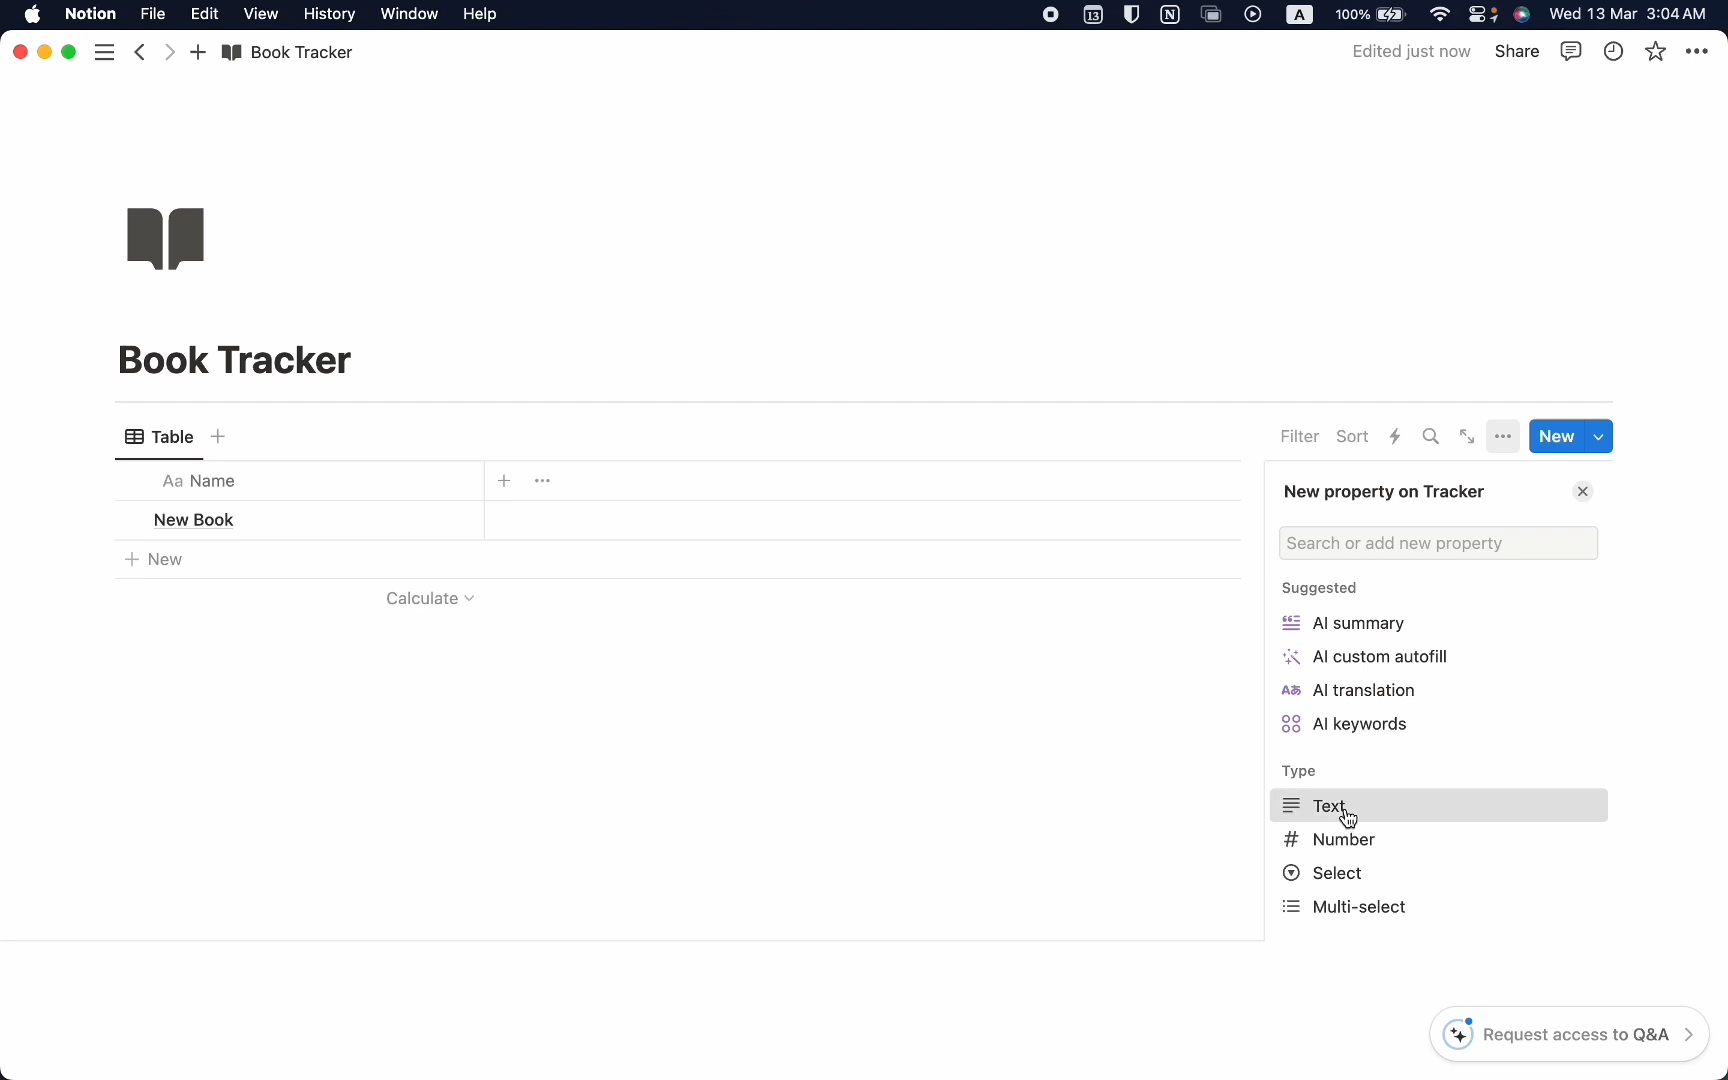 Notion File Edit View History Window Help 13 A 100% Wed 13 Mar 3:04 AM
Book Tracker Edited just now Share
Book Tracker
Table Filter Sort New
Aa Name
New Book
New
Calculate
New property on Tracker
Search or add new property
Suggested
AI summary
AI custom autofill
AI translation
AI keywords
Type
Text
Number
Select
Multi-select
Request access to Q&A